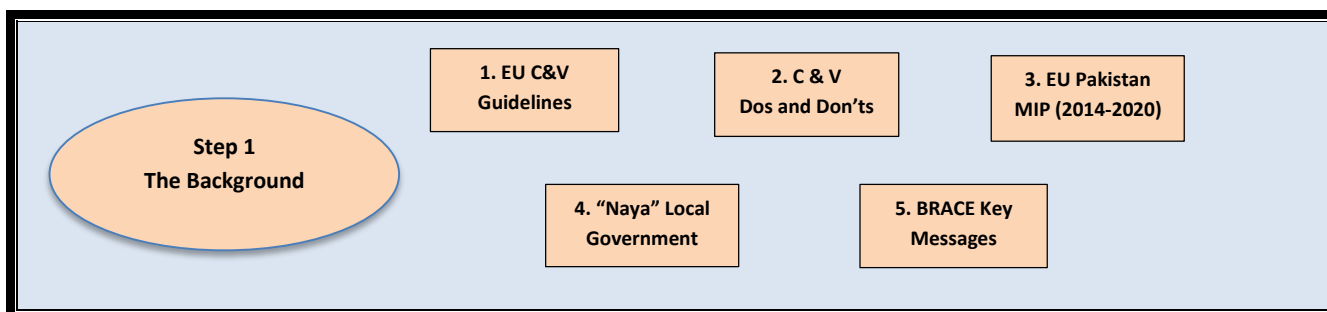 Step 1
The Background
1. EU C&V
Guidelines
2. C & V
Dos and Don’ts
3. EU Pakistan
MIP (2014-2020)
4. “Naya” Local
Government
5. BRACE Key
Messages